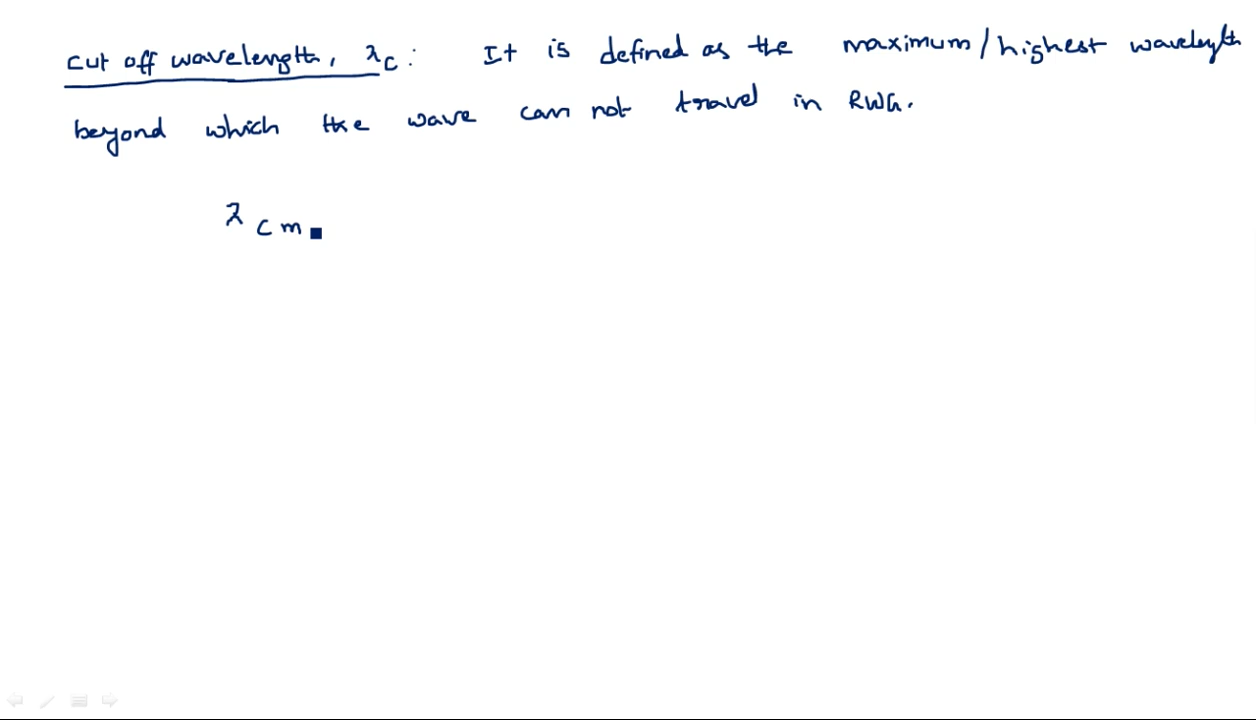 cut off wavelength, λc: It is defined as the maximum/highest wavelength
beyond which the wave can not travel in RWG.
λ c m